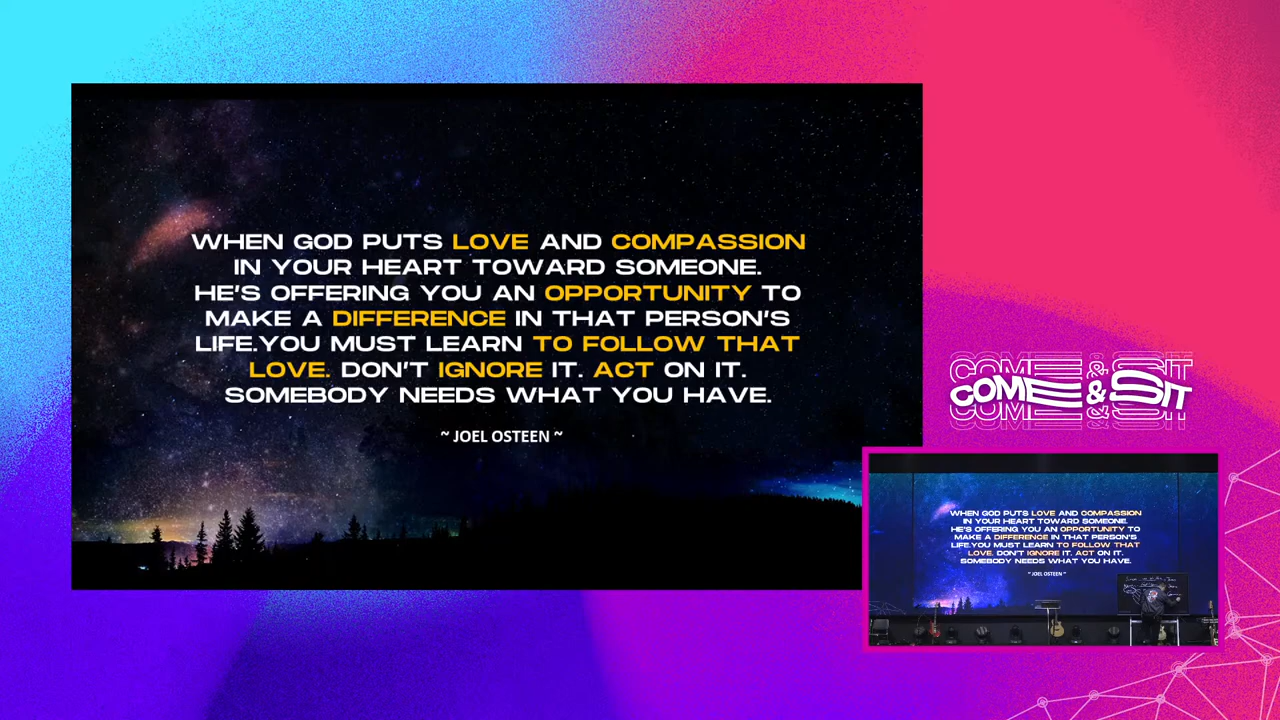 WHEN GOD PUTS LOVE AND COMPASSION
IN YOUR HEART TOWARD SOMEONE.
HE'S OFFERING YOU AN OPPORTUNITY TO
MAKE A DIFFERENCE IN THAT PERSON'S
LIFE.YOU MUST LEARN TO FOLLOW THAT
LOVE. DON'T IGNORE IT. ACT ON IT.
SOMEBODY NEEDS WHAT YOU HAVE.
~ JOEL OSTEEN ~
COME & SIT
COME & SIT
COME & SIT
WHEN GOD PUTS LOVE AND COMPASSION
IN YOUR HEART TOWARD SOMEONE.
HE'S OFFERING YOU AN OPPORTUNITY TO
MAKE A DIFFERENCE IN THAT PERSON'S
LIFE.YOU MUST LEARN TO FOLLOW THAT
LOVE. DON'T IGNORE IT. ACT ON IT.
SOMEBODY NEEDS WHAT YOU HAVE.
~ JOEL OSTEEN ~